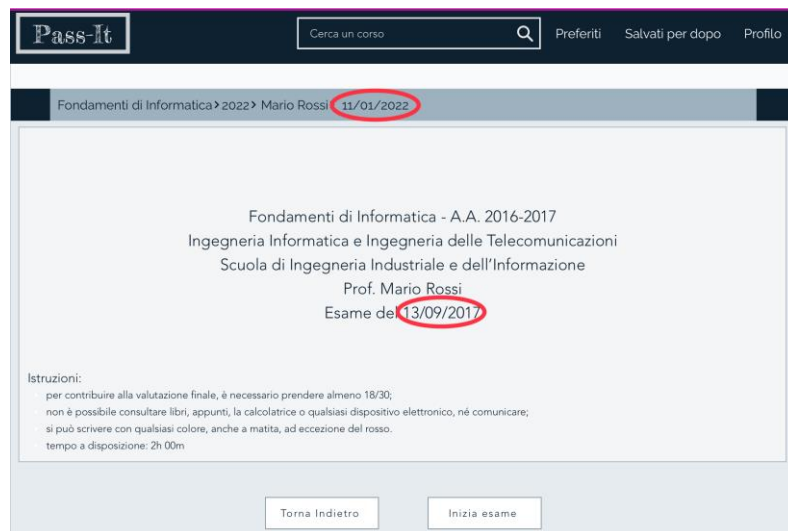 Pass-It
Cerca un corso
Preferiti
Salvati per dopo
Profilo
Fondamenti di Informatica > 2022 > Mario Rossi 11/01/2022
Fondamenti di Informatica - A.A. 2016-2017
Ingegneria Informatica e Ingegneria delle Telecomunicazioni
Scuola di Ingegneria Industriale e dell'Informazione
Prof. Mario Rossi
Esame del 13/09/2017
Istruzioni:
per contribuire alla valutazione finale, è necessario prendere almeno 18/30;
non è possibile consultare libri, appunti, la calcolatrice o qualsiasi dispositivo elettronico, né comunicare;
si può scrivere con qualsiasi colore, anche a matita, ad eccezione del rosso.
tempo a disposizione: 2h 00m
Torna Indietro
Inizia esame